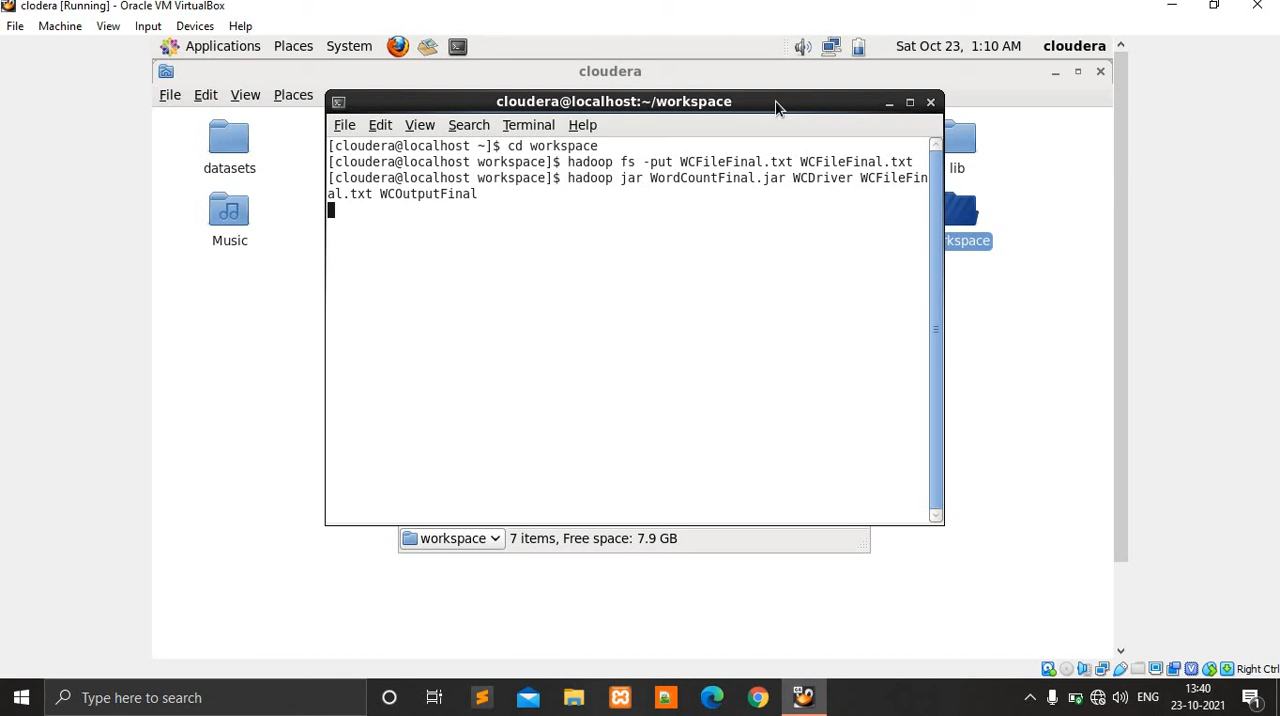 clodera [Running] - Oracle VM VirtualBox
File Machine View Input Devices Help
Applications Places System Sat Oct 23, 1:10 AM cloudera
cloudera
File Edit View Places
cloudera@localhost:~/workspace
File Edit View Search Terminal Help
[cloudera@localhost ~]$ cd workspace
[cloudera@localhost workspace]$ hadoop fs -put WCFileFinal.txt WCFileFinal.txt
[cloudera@localhost workspace]$ hadoop jar WordCountFinal.jar WCDriver WCFileFin
al.txt WCOutputFinal
datasets
lib
Music
kspace
workspace 7 items, Free space: 7.9 GB
Right Ctrl
Type here to search
ENG
13:40
23-10-2021
1